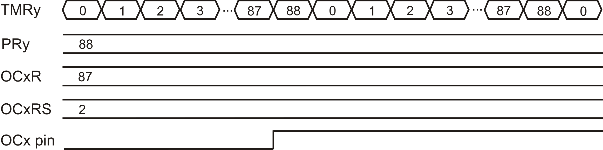 TMRy 0 1 2 3 ... 87 88 0 1 2 3 ... 87 88 0
PRy 88
OCxR 87
OCxRS 2
OCx pin